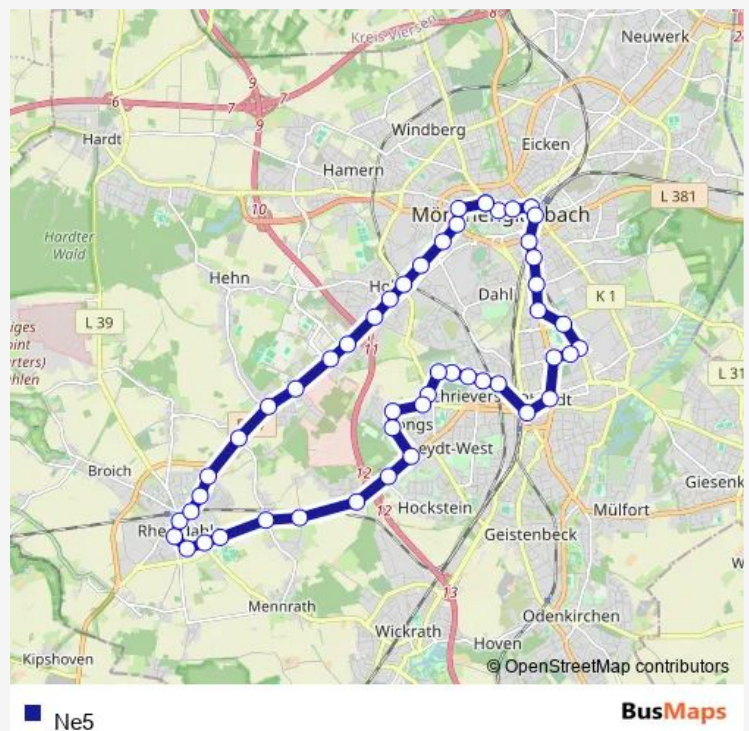 Kreis Viersen
8
Neuwerk
2
9
6
7
7
9
Hardt
Windberg
Eicken
Hamern
L 381
10
Hardter
Wald
Hehn
Dahl
K 1
L 39
11
L 31
12
Broich
eydt-West
Giesenk
12
Hockstein
Mülfort
Geistenbeck
13
Mennrath
Odenkirchen
Wickrath
Hoven
Kipshoven
© OpenStreetMap contributors
Ne5
BusMaps